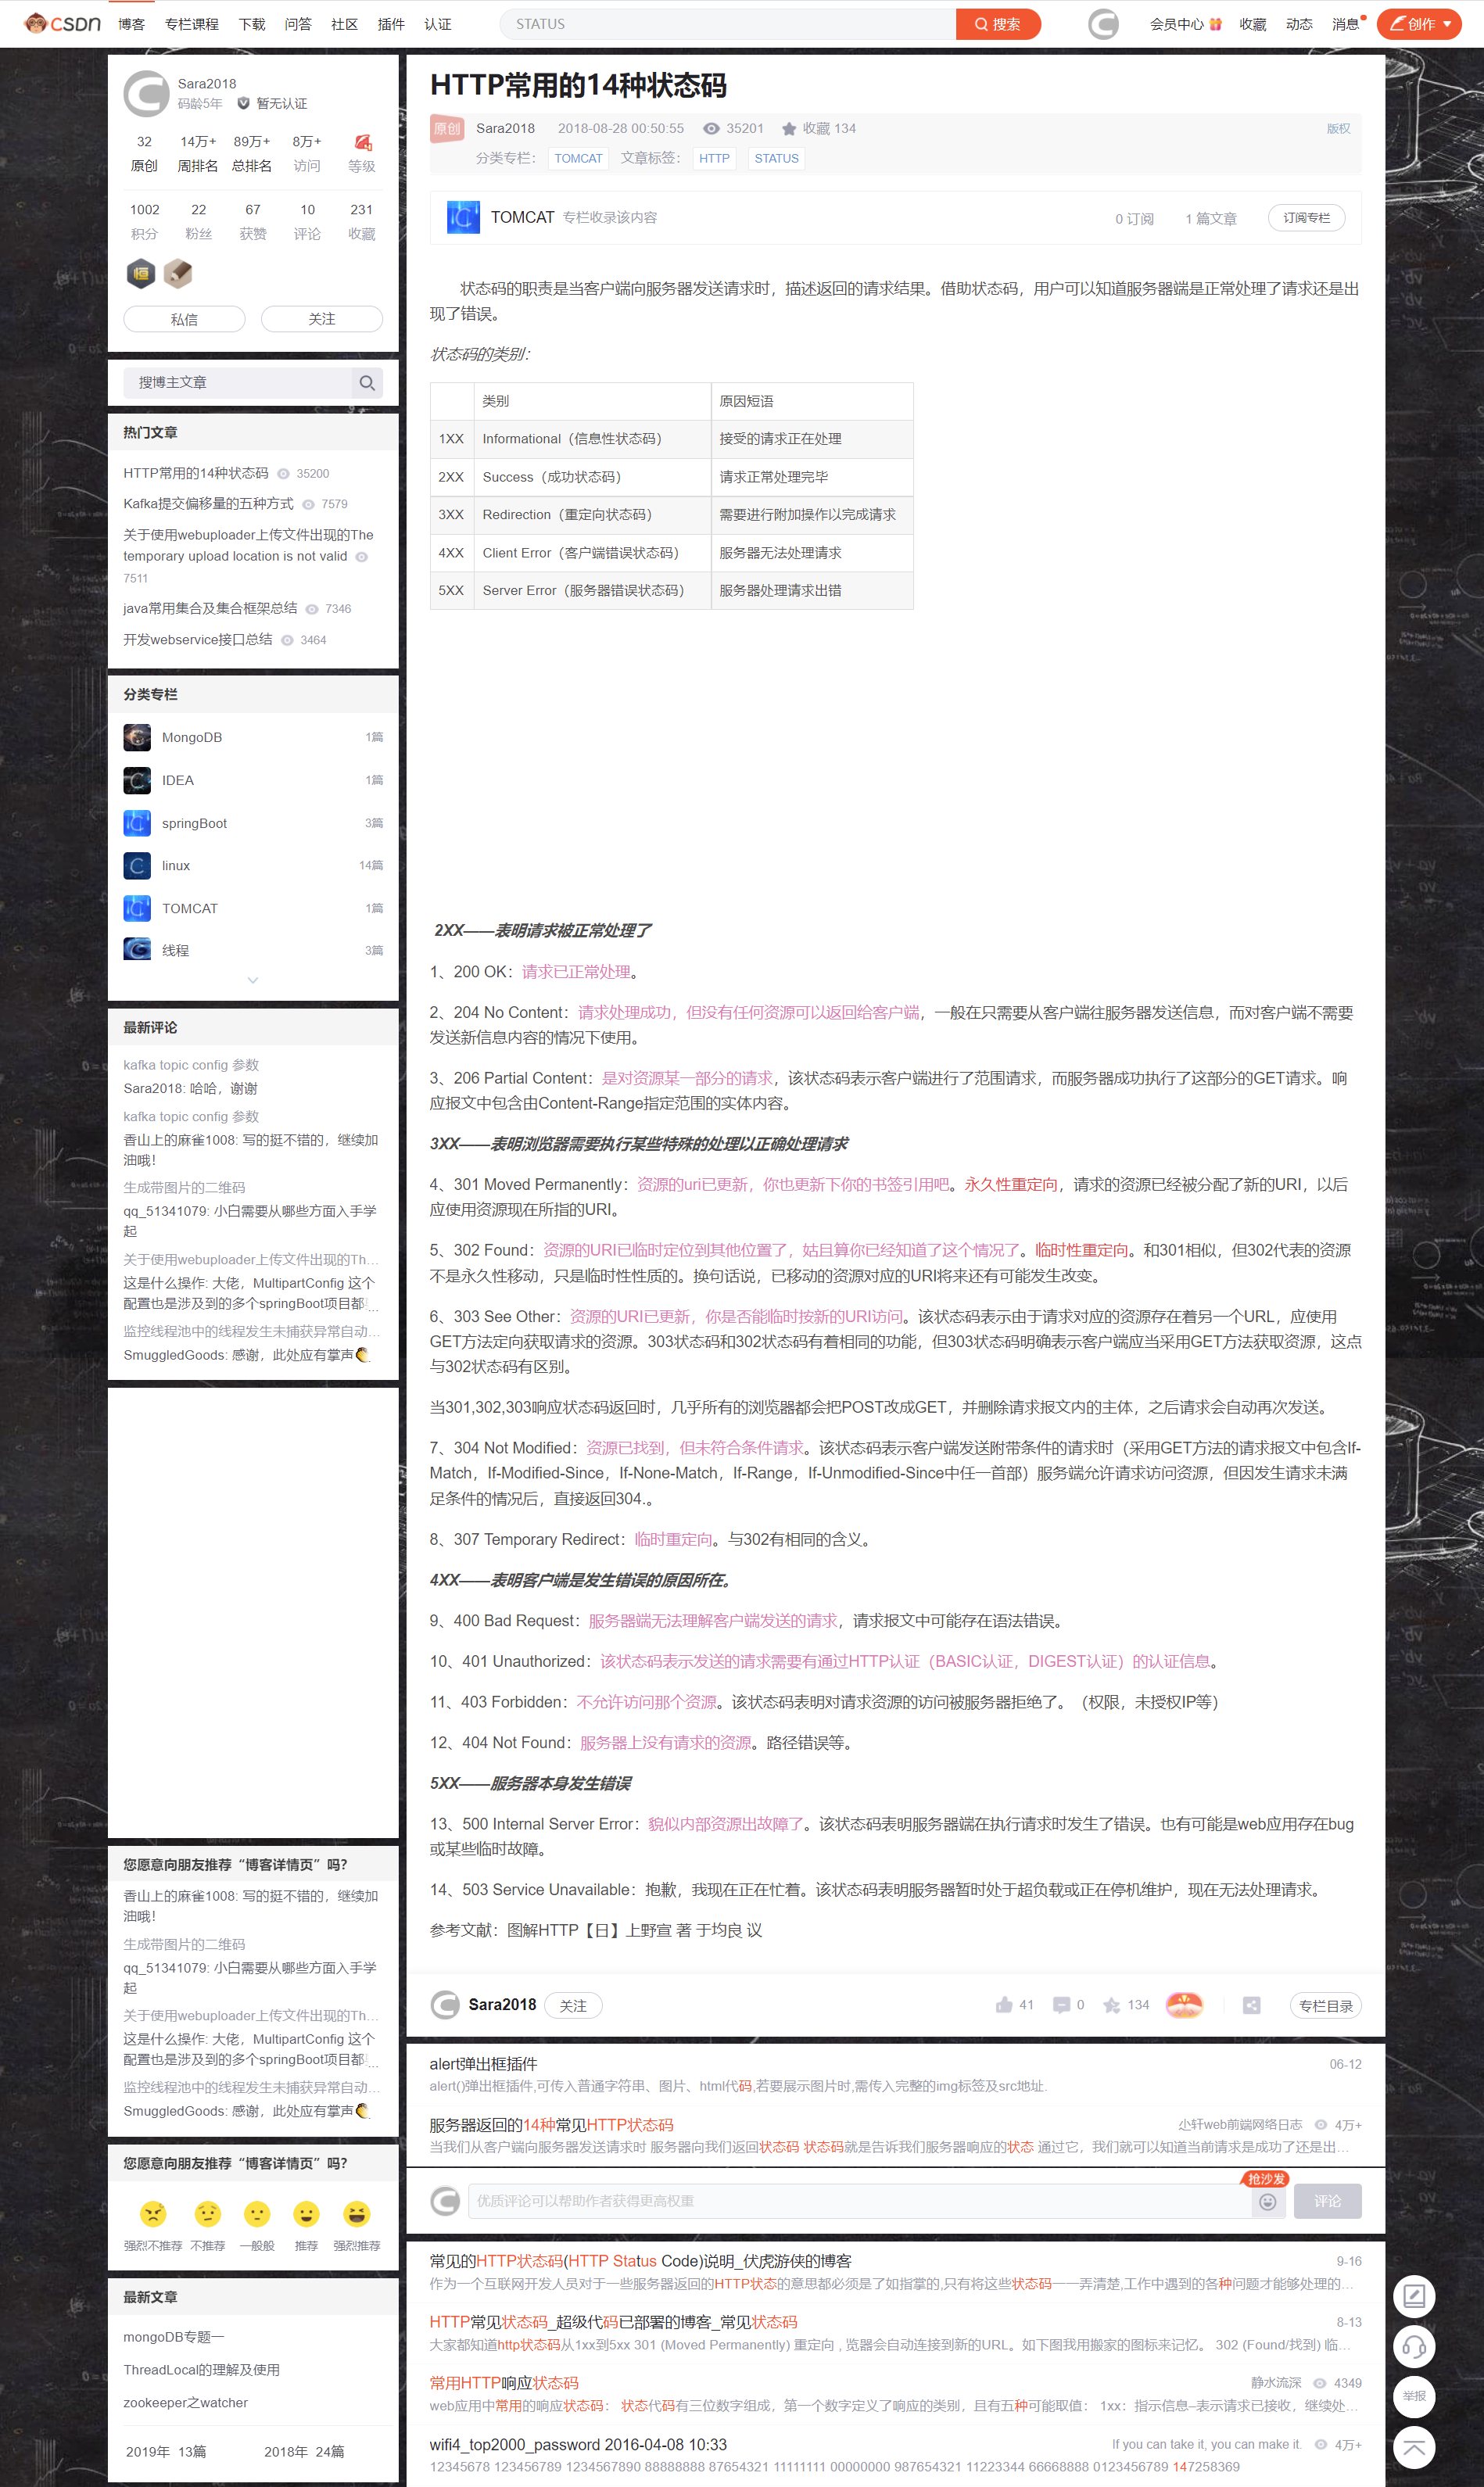 CSDN 博客 专栏课程 下载 问答 社区 插件 认证 STATUS 搜索 会员中心 收藏 动态 消息 创作
Sara2018
码龄5年 暂无认证
32 14万+ 89万+ 8万+
原创 周排名 总排名 访问 等级
1002 22 67 10 231
积分 粉丝 获赞 评论 收藏
私信 关注
搜博主文章
热门文章
HTTP常用的14种状态码 35200
Kafka提交偏移量的五种方式 7579
关于使用webuploader上传文件出现的The
temporary upload location is not valid
7511
java常用集合及集合框架总结 7346
开发webservice接口总结 3464
分类专栏
MongoDB 1篇
IDEA 1篇
springBoot 3篇
linux 14篇
TOMCAT 1篇
线程 3篇
最新评论
kafka topic config 参数
Sara2018: 哈哈，谢谢
kafka topic config 参数
香山上的麻雀1008: 写的挺不错的，继续加
油哦！
生成带图片的二维码
qq_51341079: 小白需要从哪些方面入手学
起
关于使用webuploader上传文件出现的Th...
这是什么操作: 大佬，MultipartConfig 这个
配置也是涉及到的多个springBoot项目都...
监控线程池中的线程发生未捕获异常自动...
SmuggledGoods: 感谢，此处应有掌声
您愿意向朋友推荐“博客详情页”吗？
香山上的麻雀1008: 写的挺不错的，继续加
油哦！
生成带图片的二维码
qq_51341079: 小白需要从哪些方面入手学
起
关于使用webuploader上传文件出现的Th...
这是什么操作: 大佬，MultipartConfig 这个
配置也是涉及到的多个springBoot项目都...
监控线程池中的线程发生未捕获异常自动...
SmuggledGoods: 感谢，此处应有掌声
您愿意向朋友推荐“博客详情页”吗？
强烈不推荐 不推荐 一般般 推荐 强烈推荐
最新文章
mongoDB专题一
ThreadLocal的理解及使用
zookeeper之watcher
2019年 13篇 2018年 24篇
HTTP常用的14种状态码
原创 Sara2018 2018-08-28 00:50:55 35201 收藏 134 版权
分类专栏： TOMCAT 文章标签： HTTP STATUS
TOMCAT 专栏收录该内容 0 订阅 1 篇文章 订阅专栏
状态码的职责是当客户端向服务器发送请求时，描述返回的请求结果。借助状态码，用户可以知道服务器端是正常处理了请求还是出
现了错误。
状态码的类别：
类别 原因短语
1XX Informational（信息性状态码） 接受的请求正在处理
2XX Success（成功状态码） 请求正常处理完毕
3XX Redirection（重定向状态码） 需要进行附加操作以完成请求
4XX Client Error（客户端错误状态码） 服务器无法处理请求
5XX Server Error（服务器错误状态码） 服务器处理请求出错
2XX——表明请求被正常处理了
1、200 OK：请求已正常处理。
2、204 No Content：请求处理成功，但没有任何资源可以返回给客户端，一般在只需要从客户端往服务器发送信息，而对客户端不需要
发送新信息内容的情况下使用。
3、206 Partial Content：是对资源某一部分的请求，该状态码表示客户端进行了范围请求，而服务器成功执行了这部分的GET请求。响
应报文中包含由Content-Range指定范围的实体内容。
3XX——表明浏览器需要执行某些特殊的处理以正确处理请求
4、301 Moved Permanently：资源的uri已更新，你也更新下你的书签引用吧。永久性重定向，请求的资源已经被分配了新的URI，以后
应使用资源现在所指的URI。
5、302 Found：资源的URI已临时定位到其他位置了，姑且算你已经知道了这个情况了。临时性重定向。和301相似，但302代表的资源
不是永久性移动，只是临时性性质的。换句话说，已移动的资源对应的URI将来还有可能发生改变。
6、303 See Other：资源的URI已更新，你是否能临时按新的URI访问。该状态码表示由于请求对应的资源存在着另一个URL，应使用
GET方法定向获取请求的资源。303状态码和302状态码有着相同的功能，但303状态码明确表示客户端应当采用GET方法获取资源，这点
与302状态码有区别。
当301,302,303响应状态码返回时，几乎所有的浏览器都会把POST改成GET，并删除请求报文内的主体，之后请求会自动再次发送。
7、304 Not Modified：资源已找到，但未符合条件请求。该状态码表示客户端发送附带条件的请求时（采用GET方法的请求报文中包含If-
Match，If-Modified-Since，If-None-Match，If-Range，If-Unmodified-Since中任一首部）服务端允许请求访问资源，但因发生请求未满
足条件的情况后，直接返回304.。
8、307 Temporary Redirect：临时重定向。与302有相同的含义。
4XX——表明客户端是发生错误的原因所在。
9、400 Bad Request：服务器端无法理解客户端发送的请求，请求报文中可能存在语法错误。
10、401 Unauthorized：该状态码表示发送的请求需要有通过HTTP认证（BASIC认证，DIGEST认证）的认证信息。
11、403 Forbidden：不允许访问那个资源。该状态码表明对请求资源的访问被服务器拒绝了。（权限，未授权IP等）
12、404 Not Found：服务器上没有请求的资源。路径错误等。
5XX——服务器本身发生错误
13、500 Internal Server Error：貌似内部资源出故障了。该状态码表明服务器端在执行请求时发生了错误。也有可能是web应用存在bug
或某些临时故障。
14、503 Service Unavailable：抱歉，我现在正在忙着。该状态码表明服务器暂时处于超负载或正在停机维护，现在无法处理请求。
参考文献：图解HTTP【日】上野宣 著 于均良 议
Sara2018 关注 41 0 134 专栏目录
alert弹出框插件 06-12
alert()弹出框插件,可传入普通字符串、图片、html代码,若要展示图片时,需传入完整的img标签及src地址.
服务器返回的14种常见HTTP状态码 尐轩web前端网络日志 4万+
当我们从客户端向服务器发送请求时 服务器向我们返回状态码 状态码就是告诉我们服务器响应的状态 通过它，我们就可以知道当前请求是成功了还是出...
抢沙发
优质评论可以帮助作者获得更高权重 评论
常见的HTTP状态码(HTTP Status Code)说明_伏虎游侠的博客 9-16
作为一个互联网开发人员对于一些服务器返回的HTTP状态的意思都必须是了如指掌的,只有将这些状态码一一弄清楚,工作中遇到的各种问题才能够处理的...
HTTP常见状态码_超级代码已部署的博客_常见状态码 8-13
大家都知道http状态码从1xx到5xx 301 (Moved Permanently) 重定向 , 览器会自动连接到新的URL。如下图我用搬家的图标来记忆。 302 (Found/找到) 临...
常用HTTP响应状态码 静水流深 4349
web应用中常用的响应状态码： 状态代码有三位数字组成，第一个数字定义了响应的类别，且有五种可能取值： 1xx：指示信息–表示请求已接收，继续处...
wifi4_top2000_password 2016-04-08 10:33 If you can take it, you can make it. 4万+
12345678 123456789 1234567890 88888888 87654321 11111111 00000000 987654321 11223344 66668888 0123456789 147258369
举报